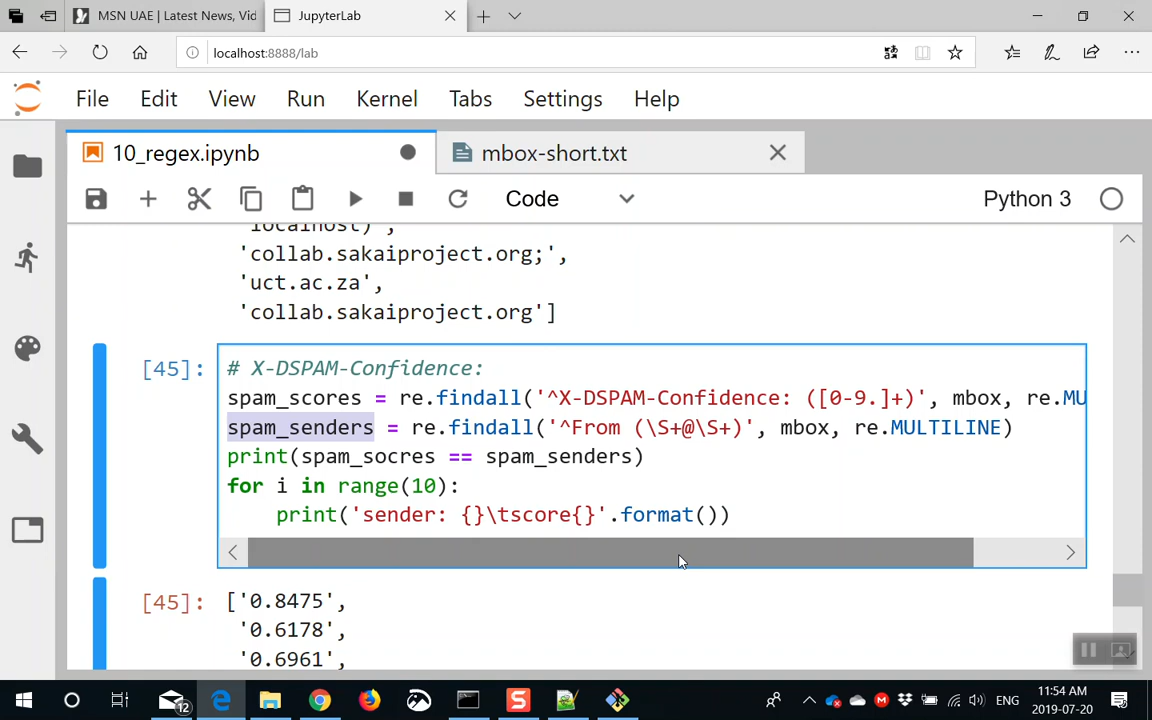 MSN UAE | Latest News, Vid
JupyterLab
localhost:8888/lab
File Edit View Run Kernel Tabs Settings Help
10_regex.ipynb
mbox-short.txt
Code
Python 3
localhost)',
'collab.sakaiproject.org;',
'uct.ac.za',
'collab.sakaiproject.org']
[45]:
# X-DSPAM-Confidence:
spam_scores = re.findall('^X-DSPAM-Confidence: ([0-9.]+)', mbox, re.MU
spam_senders = re.findall('^From (\S+@\S+)', mbox, re.MULTILINE)
print(spam_socres == spam_senders)
for i in range(10):
    print('sender: {}\tscore{}'.format())
[45]: ['0.8475',
'0.6178',
'0.6961',
12
ENG
11:54 AM
2019-07-20